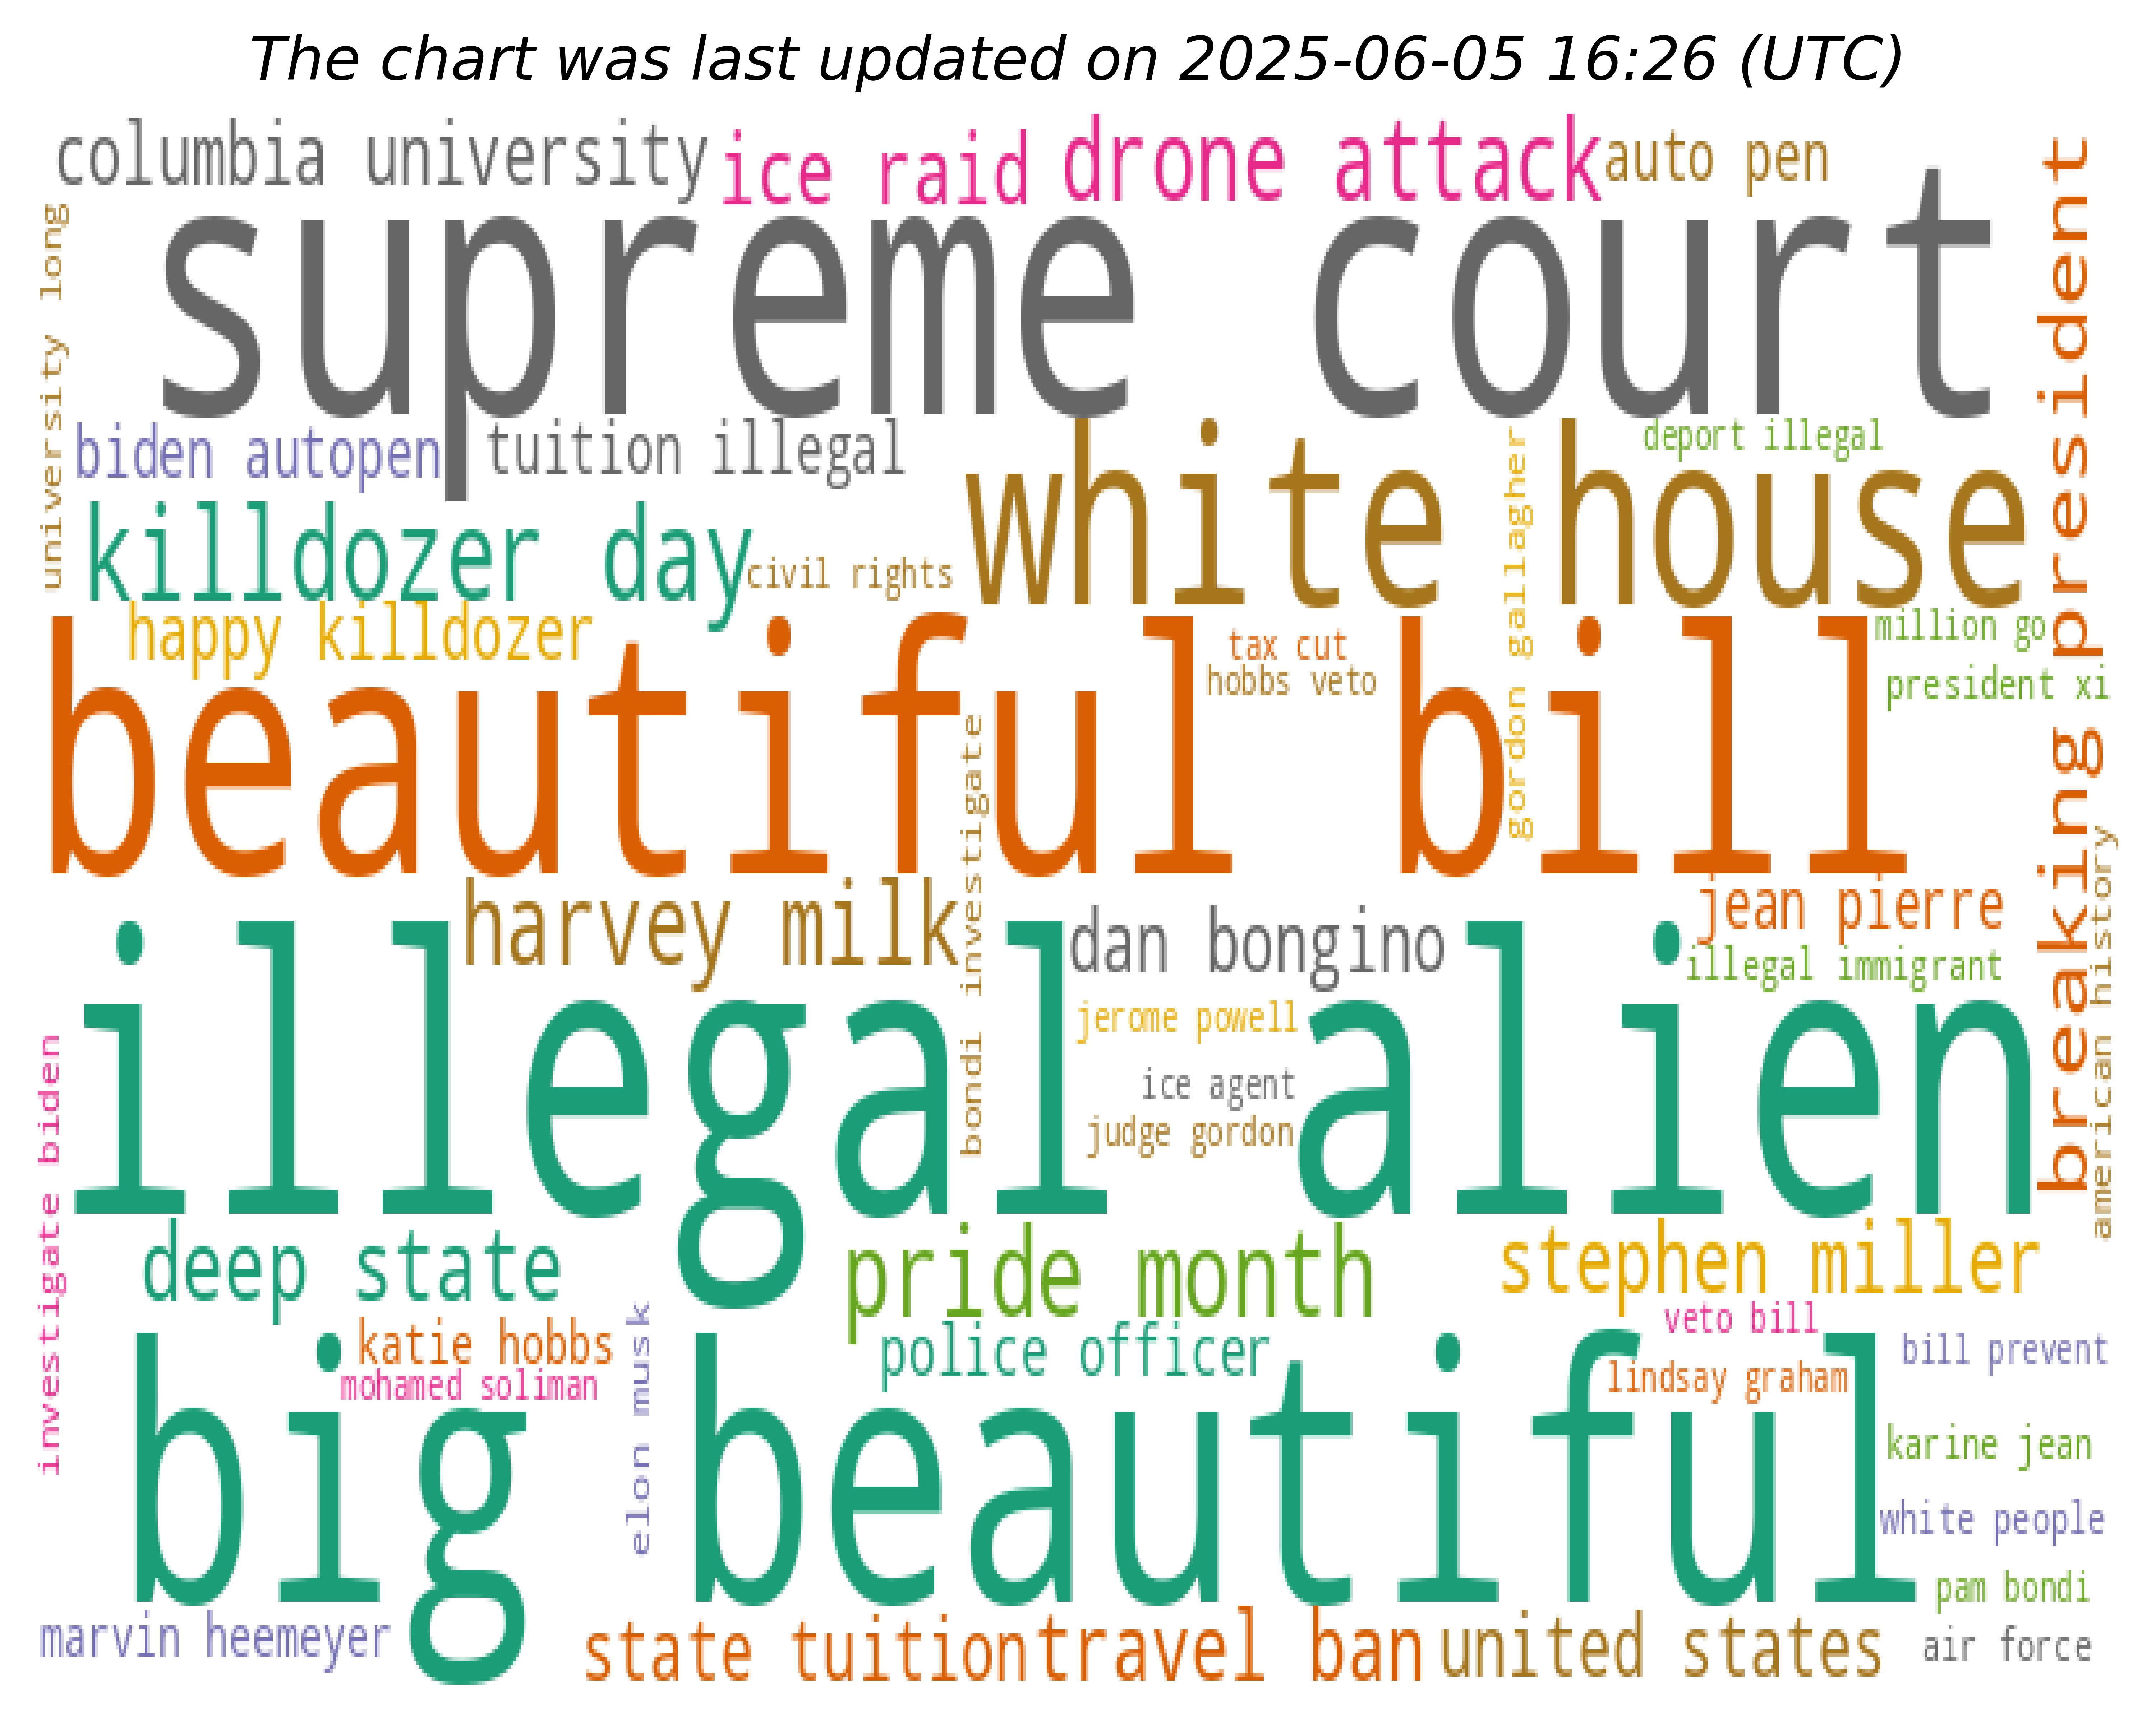 The chart was last updated on 2025-06-05 16:26 (UTC)
columbia university
ice raid
drone attack
auto pen
supreme court
breaking president
university long
biden autopen
tuition illegal
white house
deport illegal
gordon gallagher
killdozer day
civil rights
happy killdozer
beautiful bill
tax cut
hobbs veto
million go
president xi
bondi investigate
american history
harvey milk
dan bongino
jean pierre
illegal immigrant
illegal alien
jerome powell
ice agent
judge gordon
investigate biden
deep state
pride month
stephen miller
katie hobbs
mohamed soliman
elon musk
police officer
veto bill
bill prevent
lindsay graham
big beautiful
karine jean
white people
pam bondi
marvin heemeyer
state tuition
travel ban
united states
air force